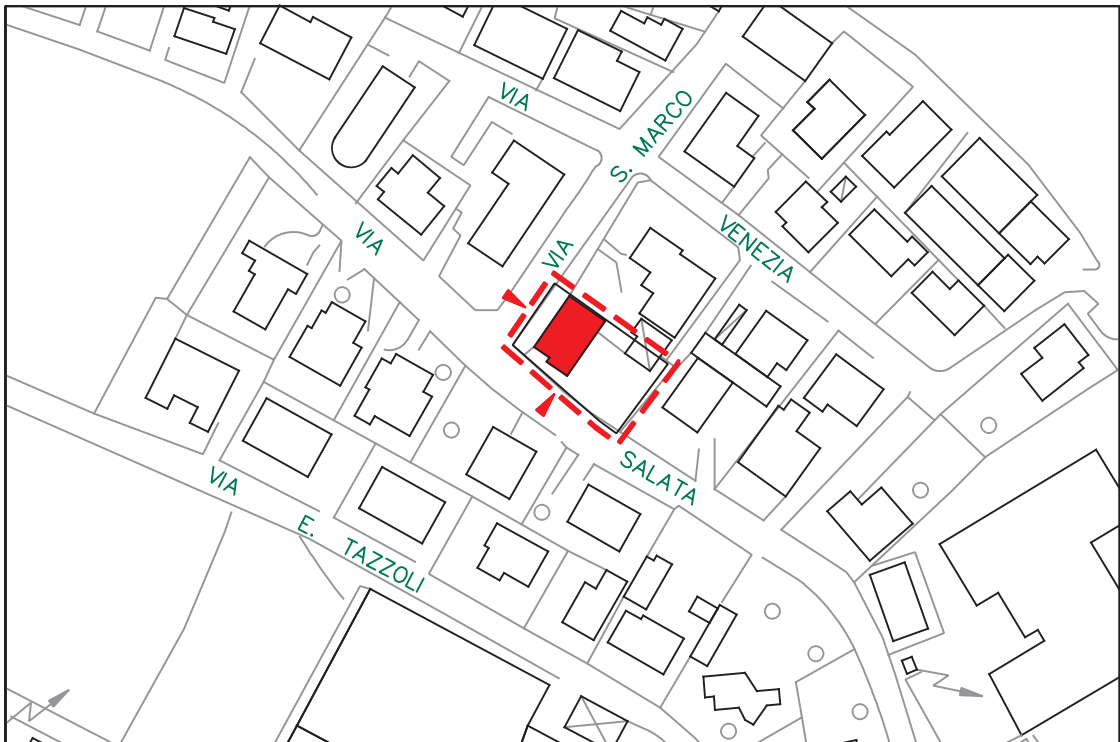 VIA
S. MARCO
VIA
VENEZIA
VIA
SALATA
VIA
E. TAZZOLI